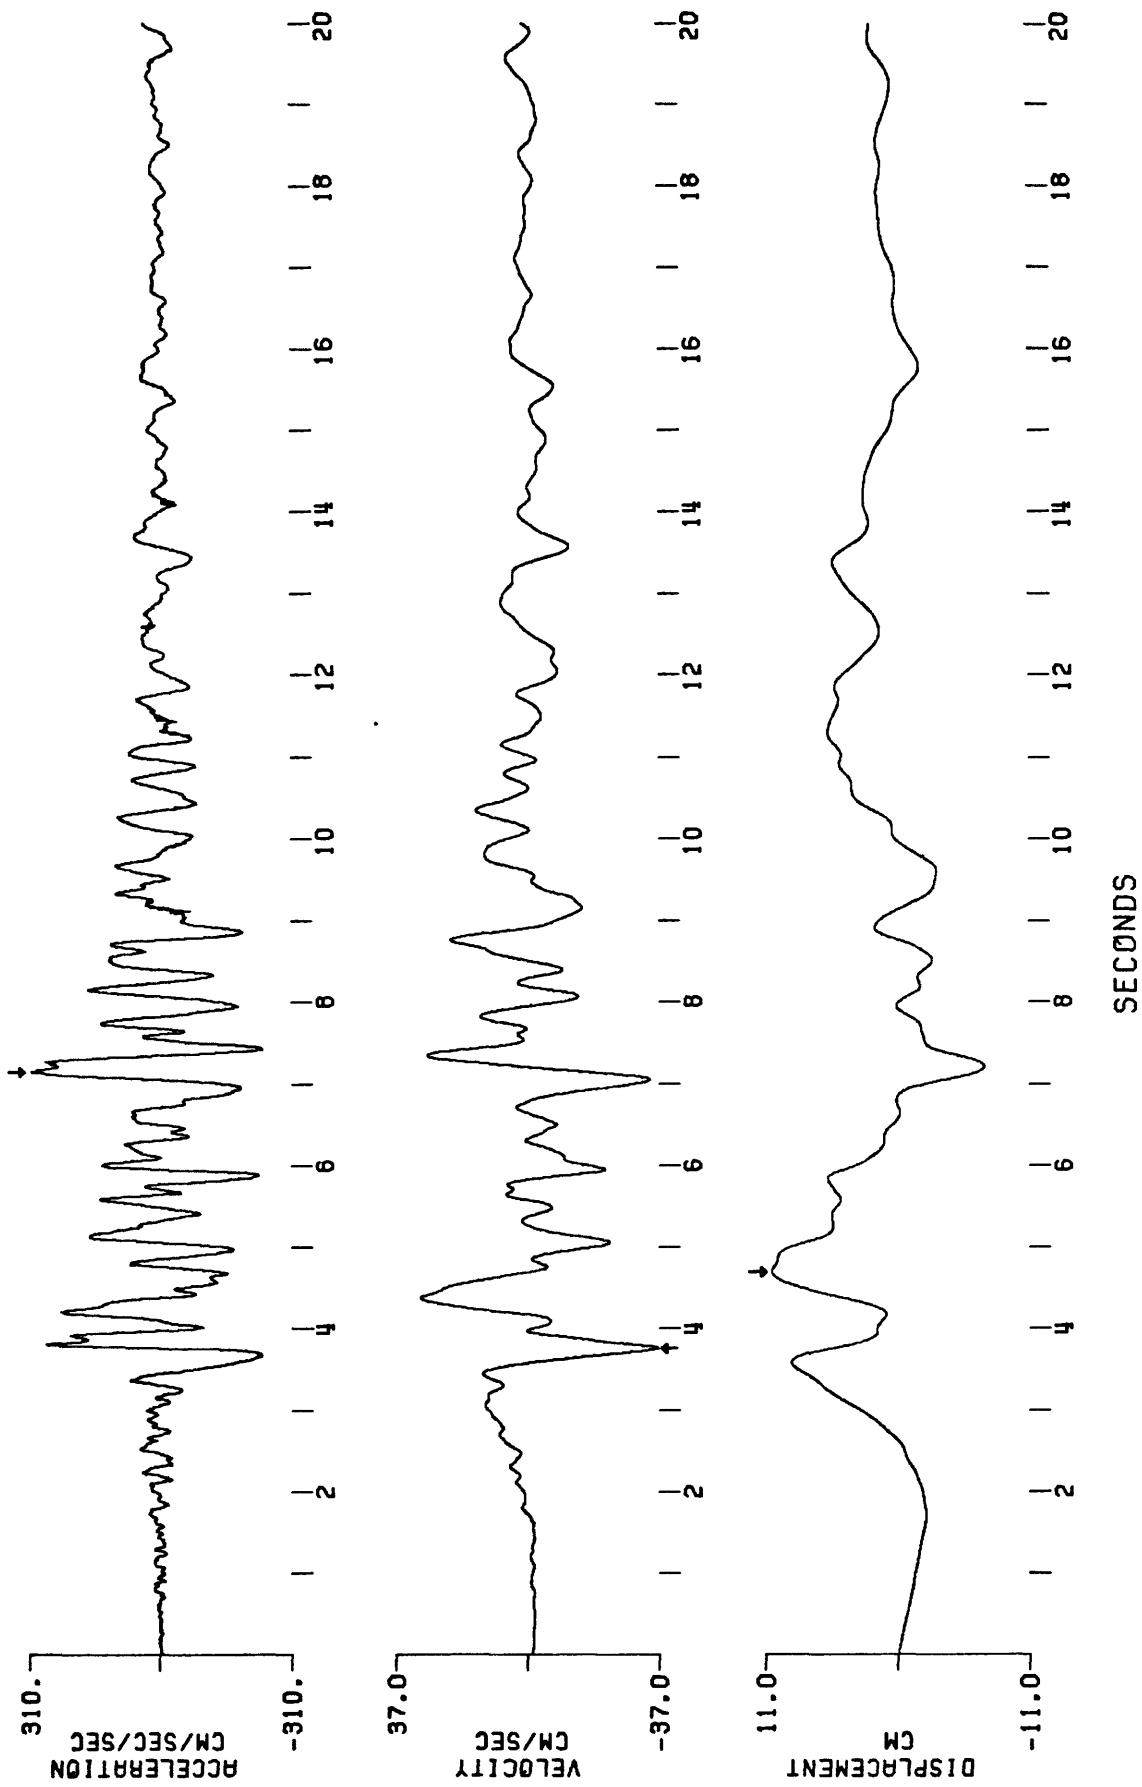 310.
-310.
ACCELERATION
CM/SEC/SEC
2 4 6 8 10 12 14 16 18 20
37.0
-37.0
VELOCITY
CM/SEC
2 4 6 8 10 12 14 16 18 20
11.0
-11.0
DISPLACEMENT
CM
2 4 6 8 10 12 14 16 18 20
SECONDS